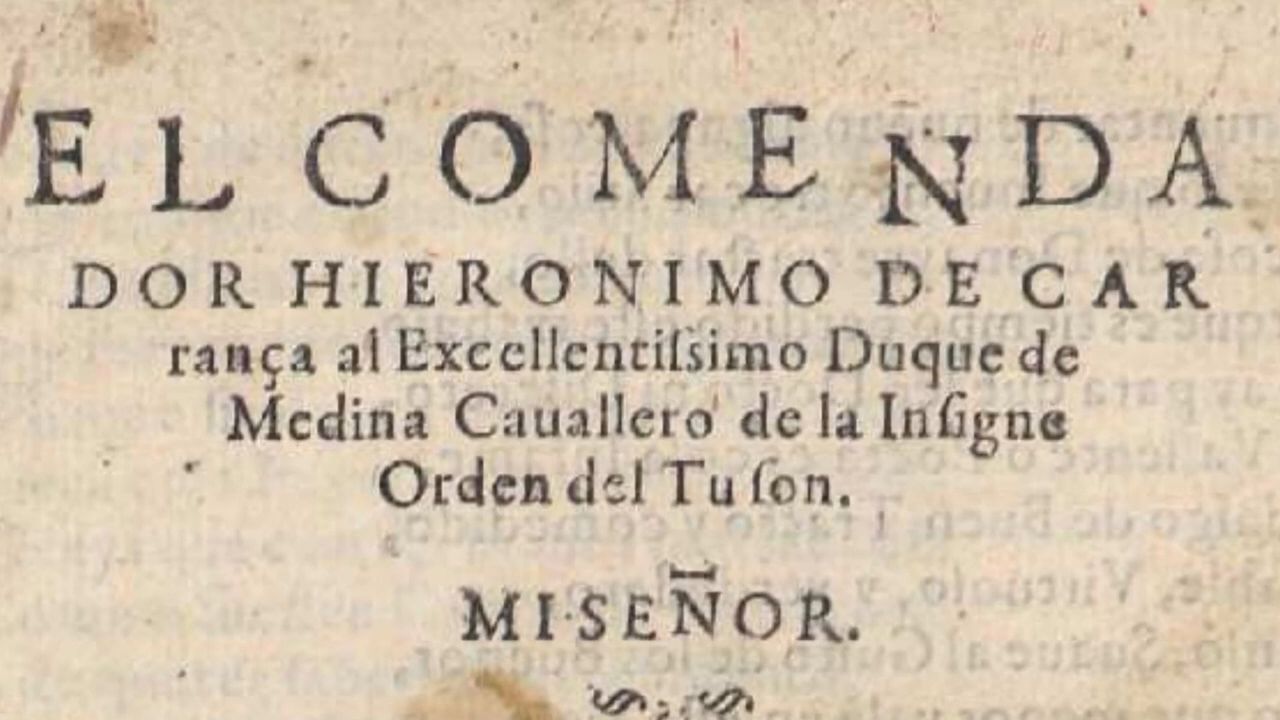 EL COMENDA
DOR HIERONIMO DE CAR
rança al Excellentiſsimo Duque de
Medina Cauallero de la Inſigne
Orden del Tuſon.
MI SEÑOR.